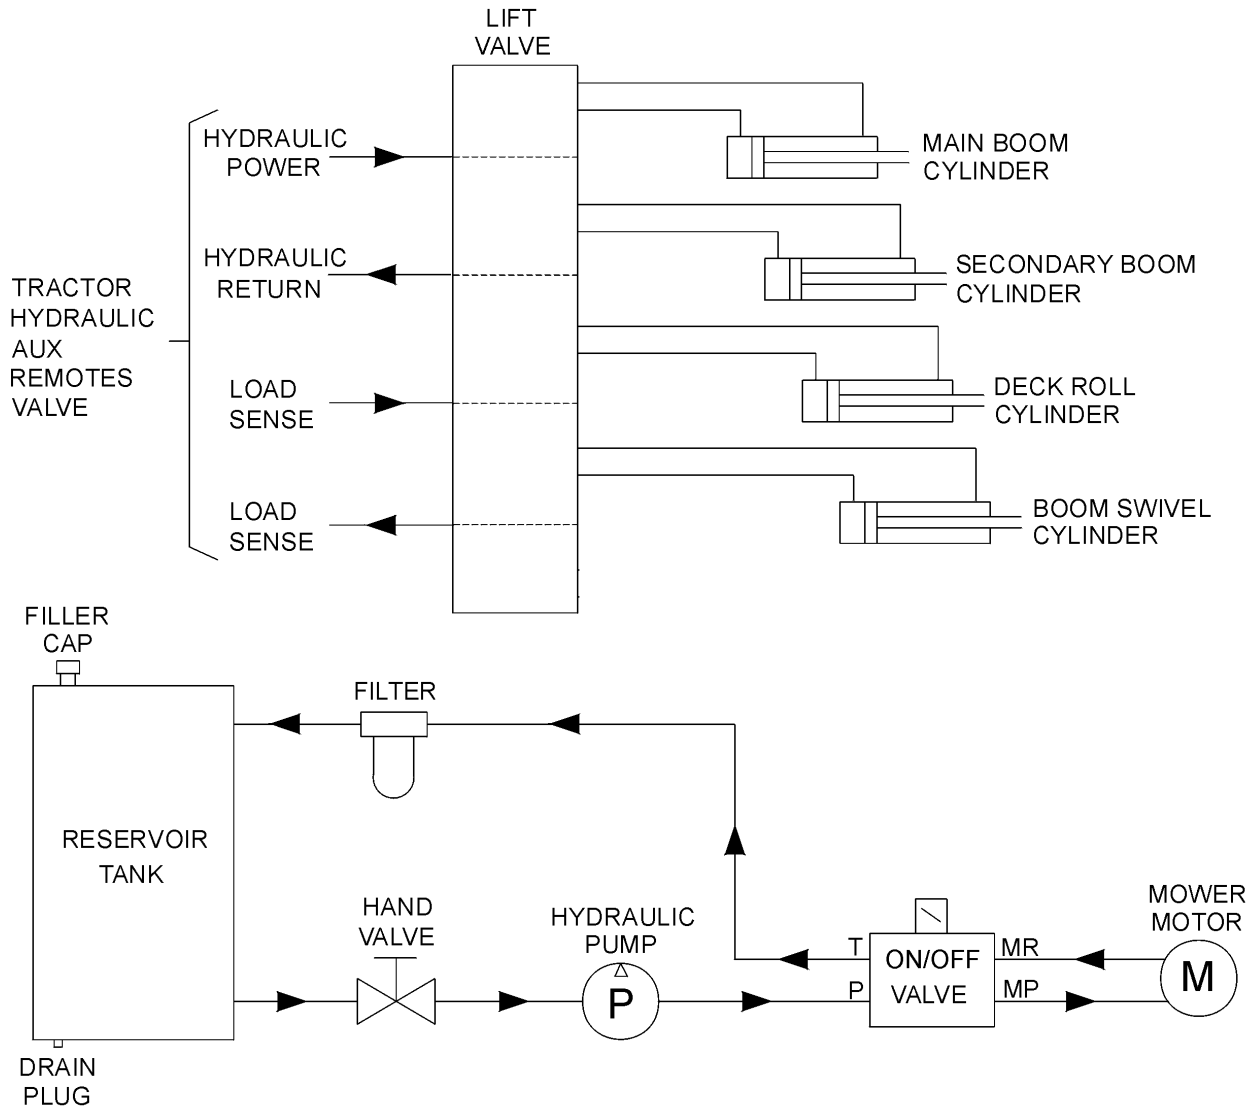 LIFT
VALVE
HYDRAULIC
POWER
HYDRAULIC
RETURN
TRACTOR
HYDRAULIC
AUX
REMOTES
VALVE
LOAD
SENSE
LOAD
SENSE
MAIN BOOM
CYLINDER
SECONDARY BOOM
CYLINDER
DECK ROLL
CYLINDER
BOOM SWIVEL
CYLINDER
FILLER
CAP
FILTER
RESERVOIR
TANK
HAND
VALVE
HYDRAULIC
PUMP
P
T
P
ON/OFF
VALVE
MR
MP
MOWER
MOTOR
M
DRAIN
PLUG